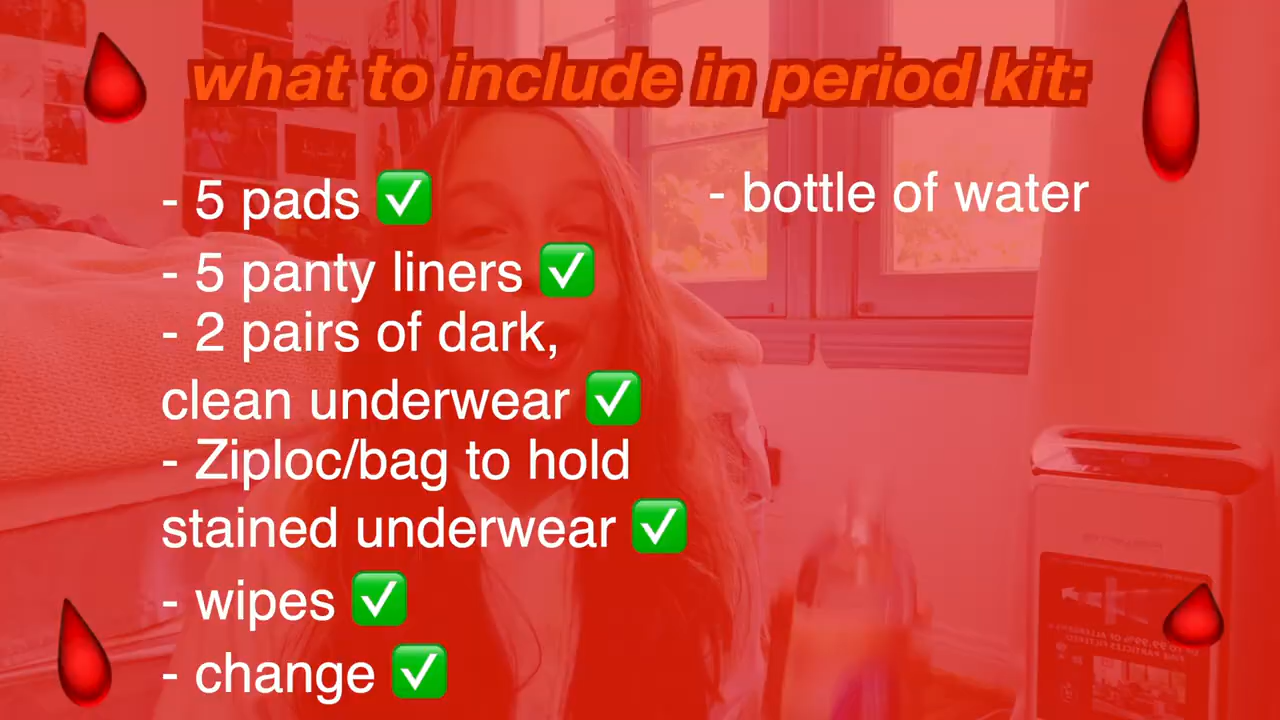 what to include in period kit:
- 5 pads ✅
- 5 panty liners ✅
- 2 pairs of dark,
clean underwear ✅
- Ziploc/bag to hold
stained underwear ✅
- wipes ✅
- change ✅
- bottle of water